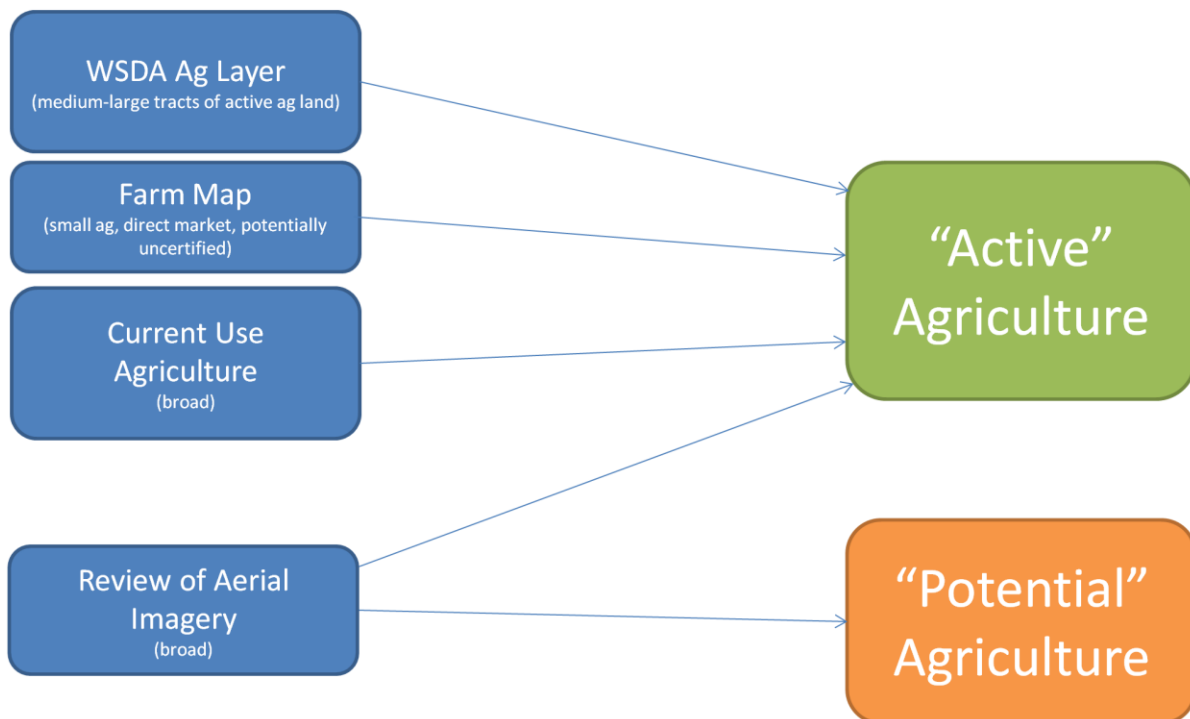 WSDA Ag Layer
(medium-large tracts of active ag land)
Farm Map
(small ag, direct market, potentially
uncertified)
Current Use
Agriculture
(broad)
Review of Aerial
Imagery
(broad)
“Active”
Agriculture
“Potential”
Agriculture